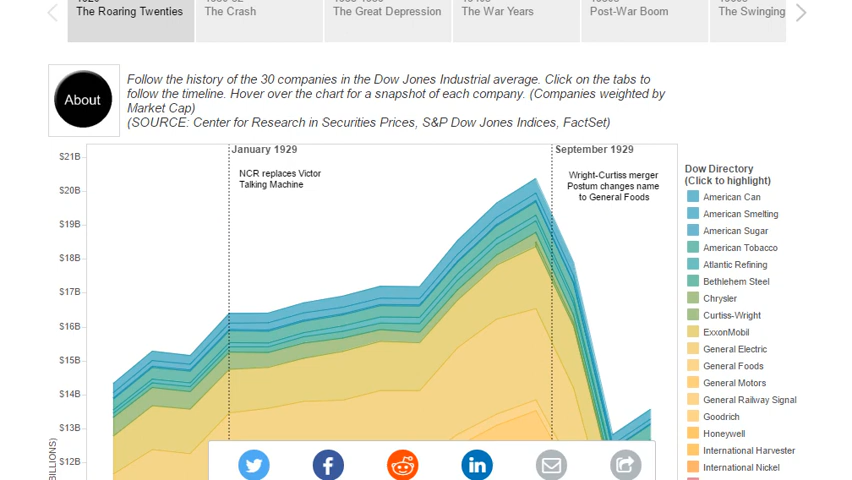 The Roaring Twenties
The Crash
The Great Depression
The War Years
Post-War Boom
The Swinging
About
Follow the history of the 30 companies in the Dow Jones Industrial average. Click on the tabs to
follow the timeline. Hover over the chart for a snapshot of each company. (Companies weighted by
Market Cap)
(SOURCE: Center for Research in Securities Prices, S&P Dow Jones Indices, FactSet)
January 1929
September 1929
NCR replaces Victor
Talking Machine
Wright-Curtiss merger
Postum changes name
to General Foods
$21B
$20B
$19B
$18B
$17B
$16B
$15B
$14B
$13B
$12B
BILLIONS)
Dow Directory
(Click to highlight)
American Can
American Smelting
American Sugar
American Tobacco
Atlantic Refining
Bethlehem Steel
Chrysler
Curtiss-Wright
ExxonMobil
General Electric
General Foods
General Motors
General Railway Signal
Goodrich
Honeywell
International Harvester
International Nickel